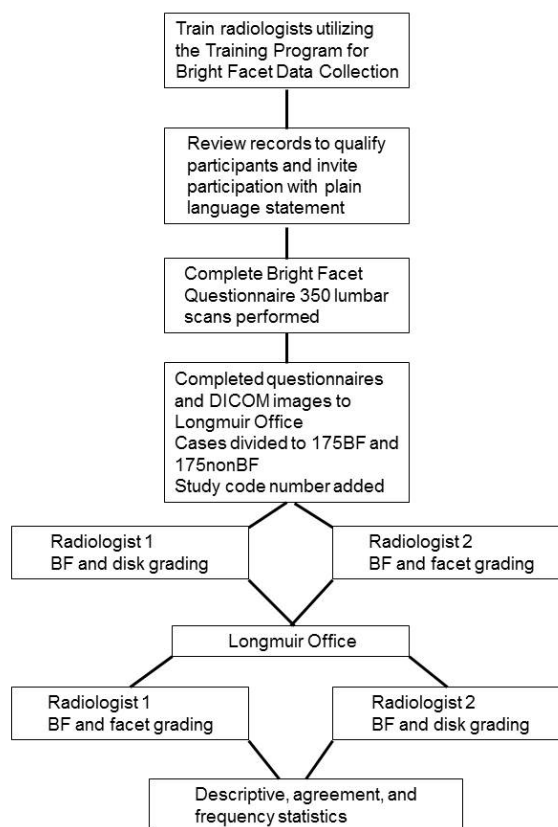 Train radiologists utilizing
the Training Program for
Bright Facet Data Collection
Review records to qualify
participants and invite
participation with plain
language statement
Complete Bright Facet
Questionnaire 350 lumbar
scans performed
Completed questionnaires
and DICOM images to
Longmuir Office
Cases divided to 175BF and
175nonBF
Study code number added
Radiologist 1
BF and disk grading
Radiologist 2
BF and facet grading
Longmuir Office
Radiologist 1
BF and facet grading
Radiologist 2
BF and disk grading
Descriptive, agreement, and
frequency statistics